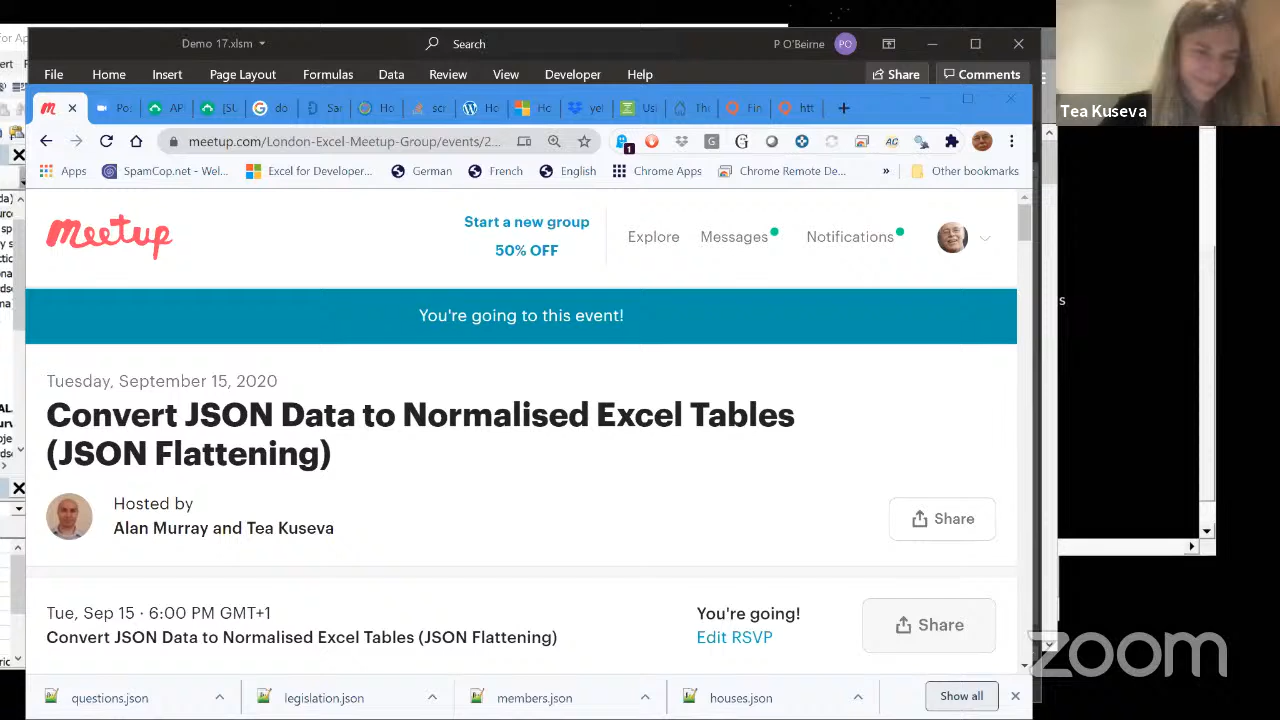 Demo 17.xlsm
Search
P O'Beirne
PO
File Home Insert Page Layout Formulas Data Review View Developer Help
Share
Comments
Tea Kuseva
meetup.com/London-Excel-Meetup-Group/events/2...
Apps
SpamCop.net - Wel...
Excel for Developer...
German
French
English
Chrome Apps
Chrome Remote De...
»
Other bookmarks
meetup
Start a new group
50% OFF
Explore
Messages
Notifications
You're going to this event!
Tuesday, September 15, 2020
Convert JSON Data to Normalised Excel Tables
(JSON Flattening)
Hosted by
Alan Murray and Tea Kuseva
Share
Tue, Sep 15 · 6:00 PM GMT+1
Convert JSON Data to Normalised Excel Tables (JSON Flattening)
You're going!
Edit RSVP
Share
zoom
questions.json
legislation.json
members.json
houses.json
Show all